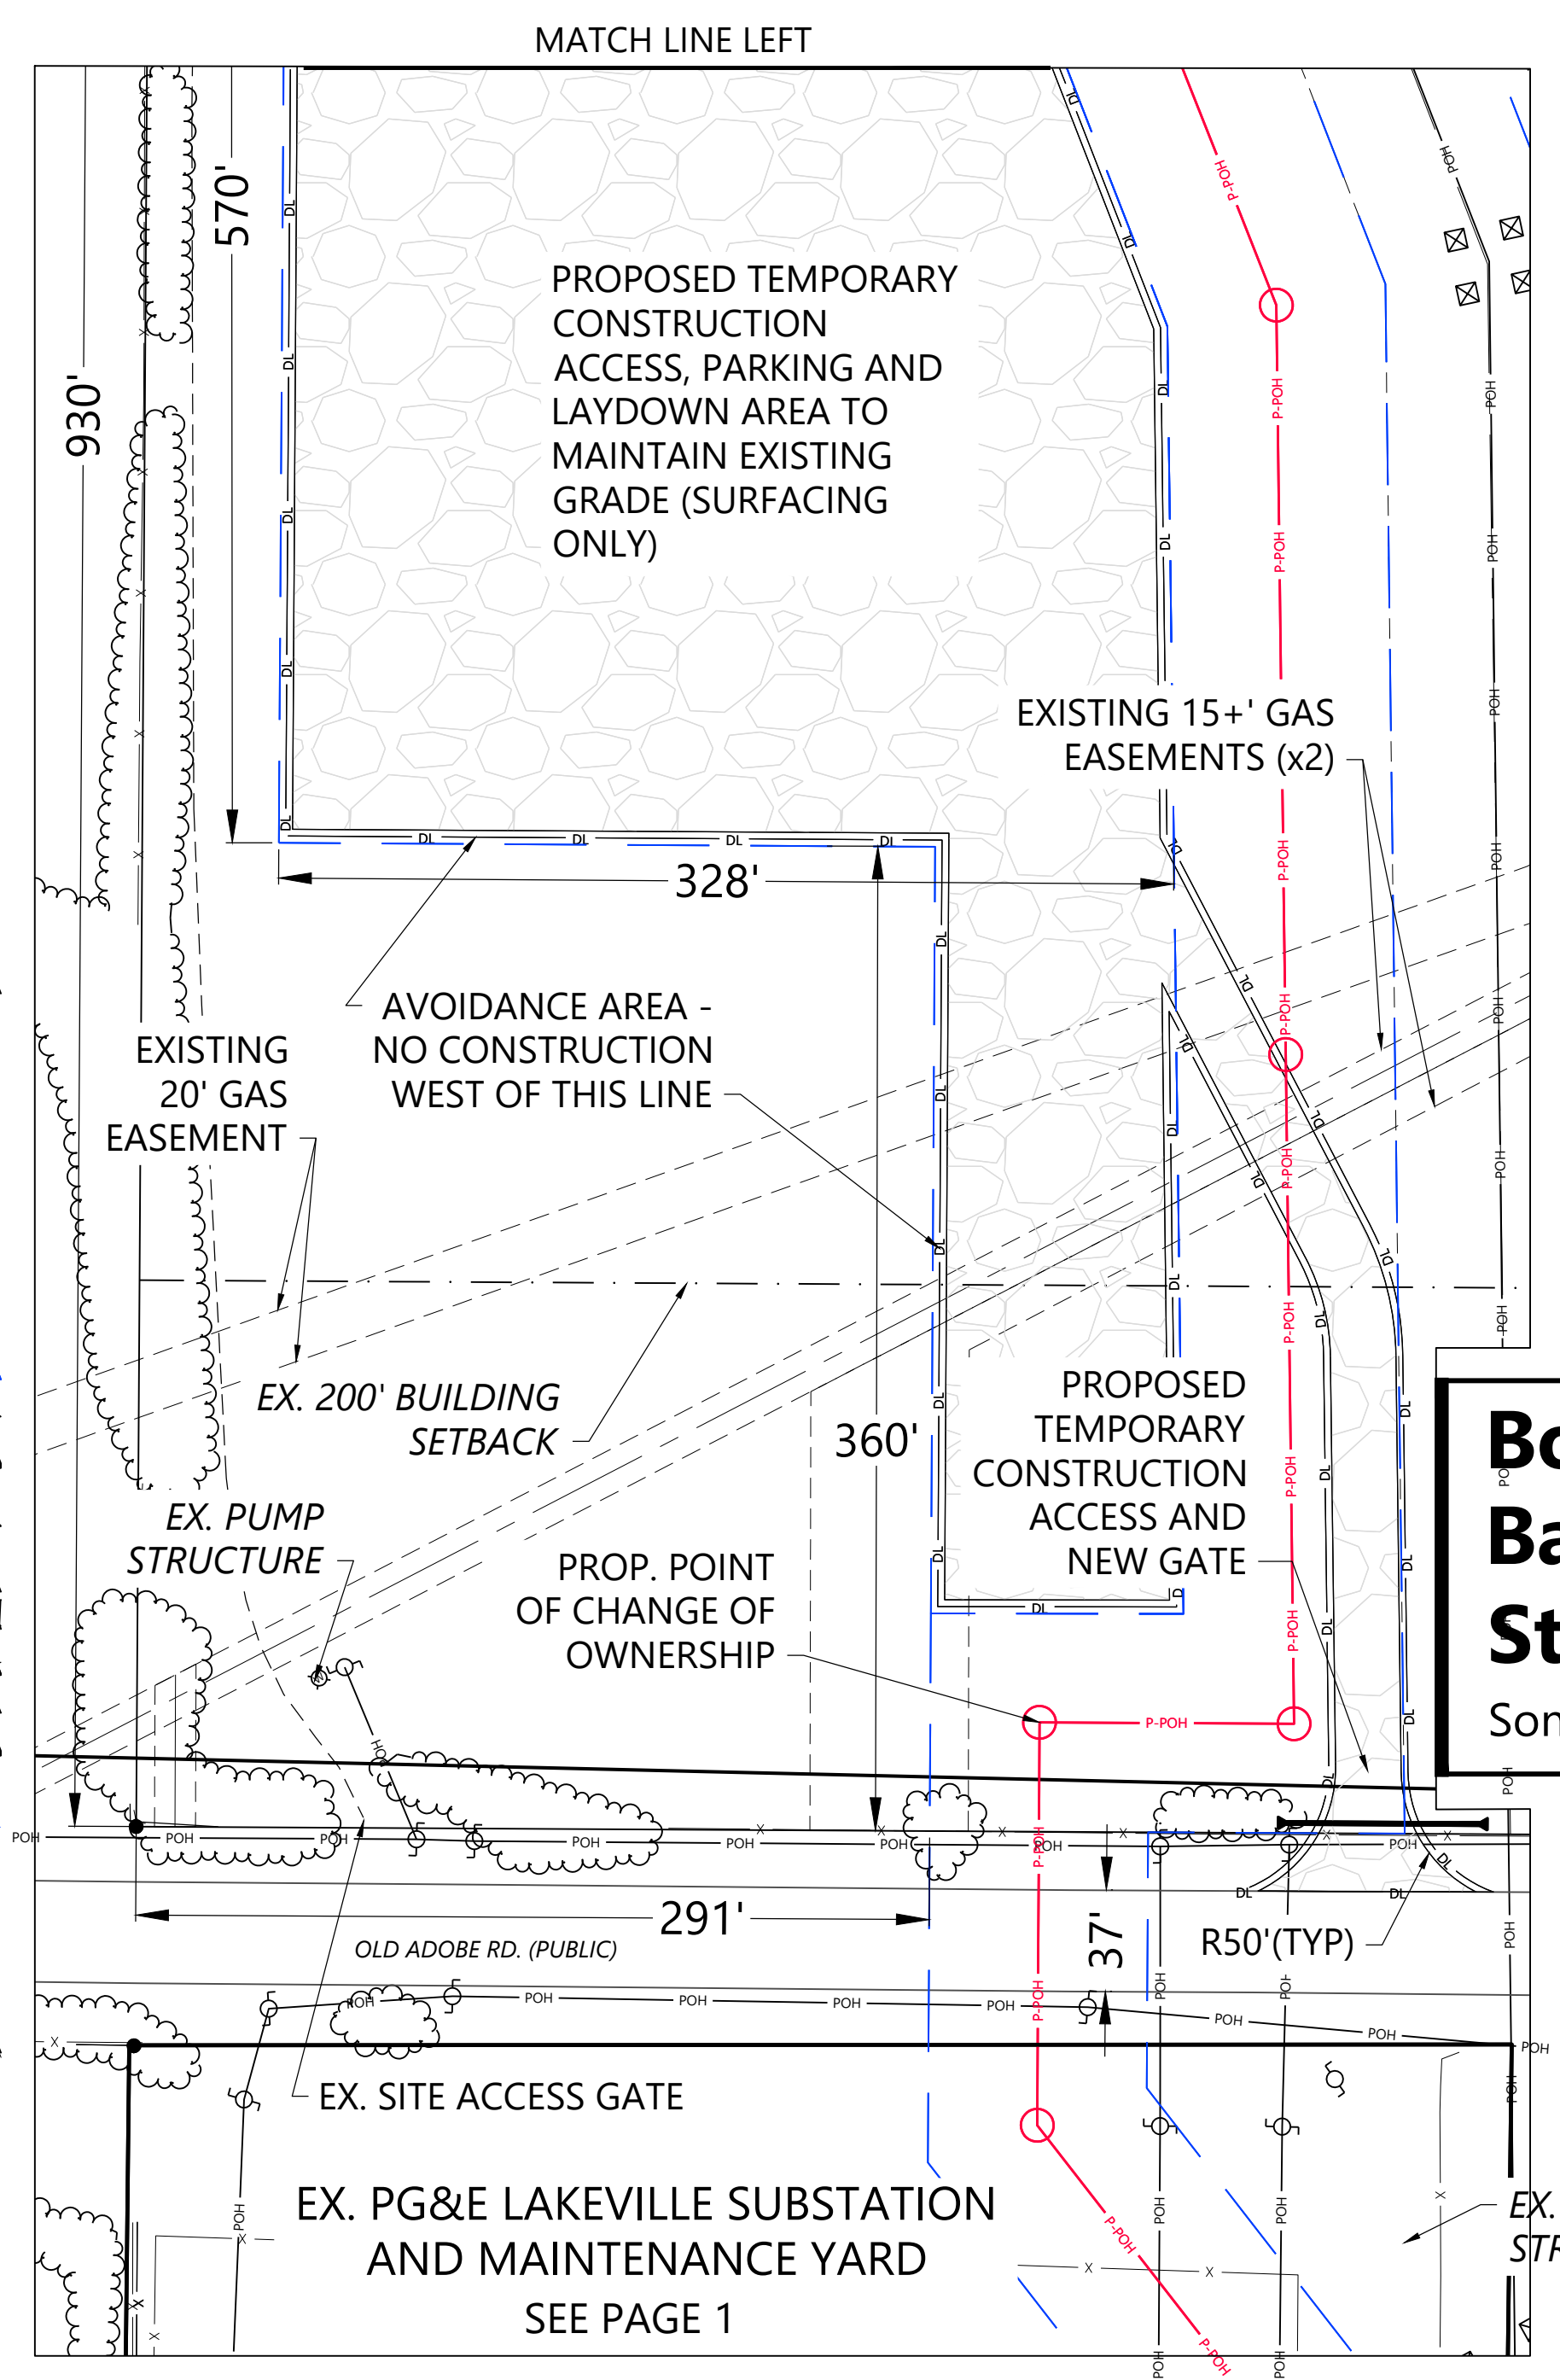 MATCH LINE LEFT
570'
930'
PROPOSED TEMPORARY
CONSTRUCTION
ACCESS, PARKING AND
LAYDOWN AREA TO
MAINTAIN EXISTING
GRADE (SURFACING
ONLY)
EXISTING 15+' GAS
EASEMENTS (x2)
328'
AVOIDANCE AREA -
NO CONSTRUCTION
WEST OF THIS LINE
EXISTING
20' GAS
EASEMENT
EX. 200' BUILDING
SETBACK
360'
PROPOSED
TEMPORARY
CONSTRUCTION
ACCESS AND
NEW GATE
EX. PUMP
STRUCTURE
PROP. POINT
OF CHANGE OF
OWNERSHIP
291'
37'
R50'(TYP)
OLD ADOBE RD. (PUBLIC)
EX. SITE ACCESS GATE
EX. PG&E LAKEVILLE SUBSTATION
AND MAINTENANCE YARD
SEE PAGE 1
EX.
DL
POH
P-POH
X